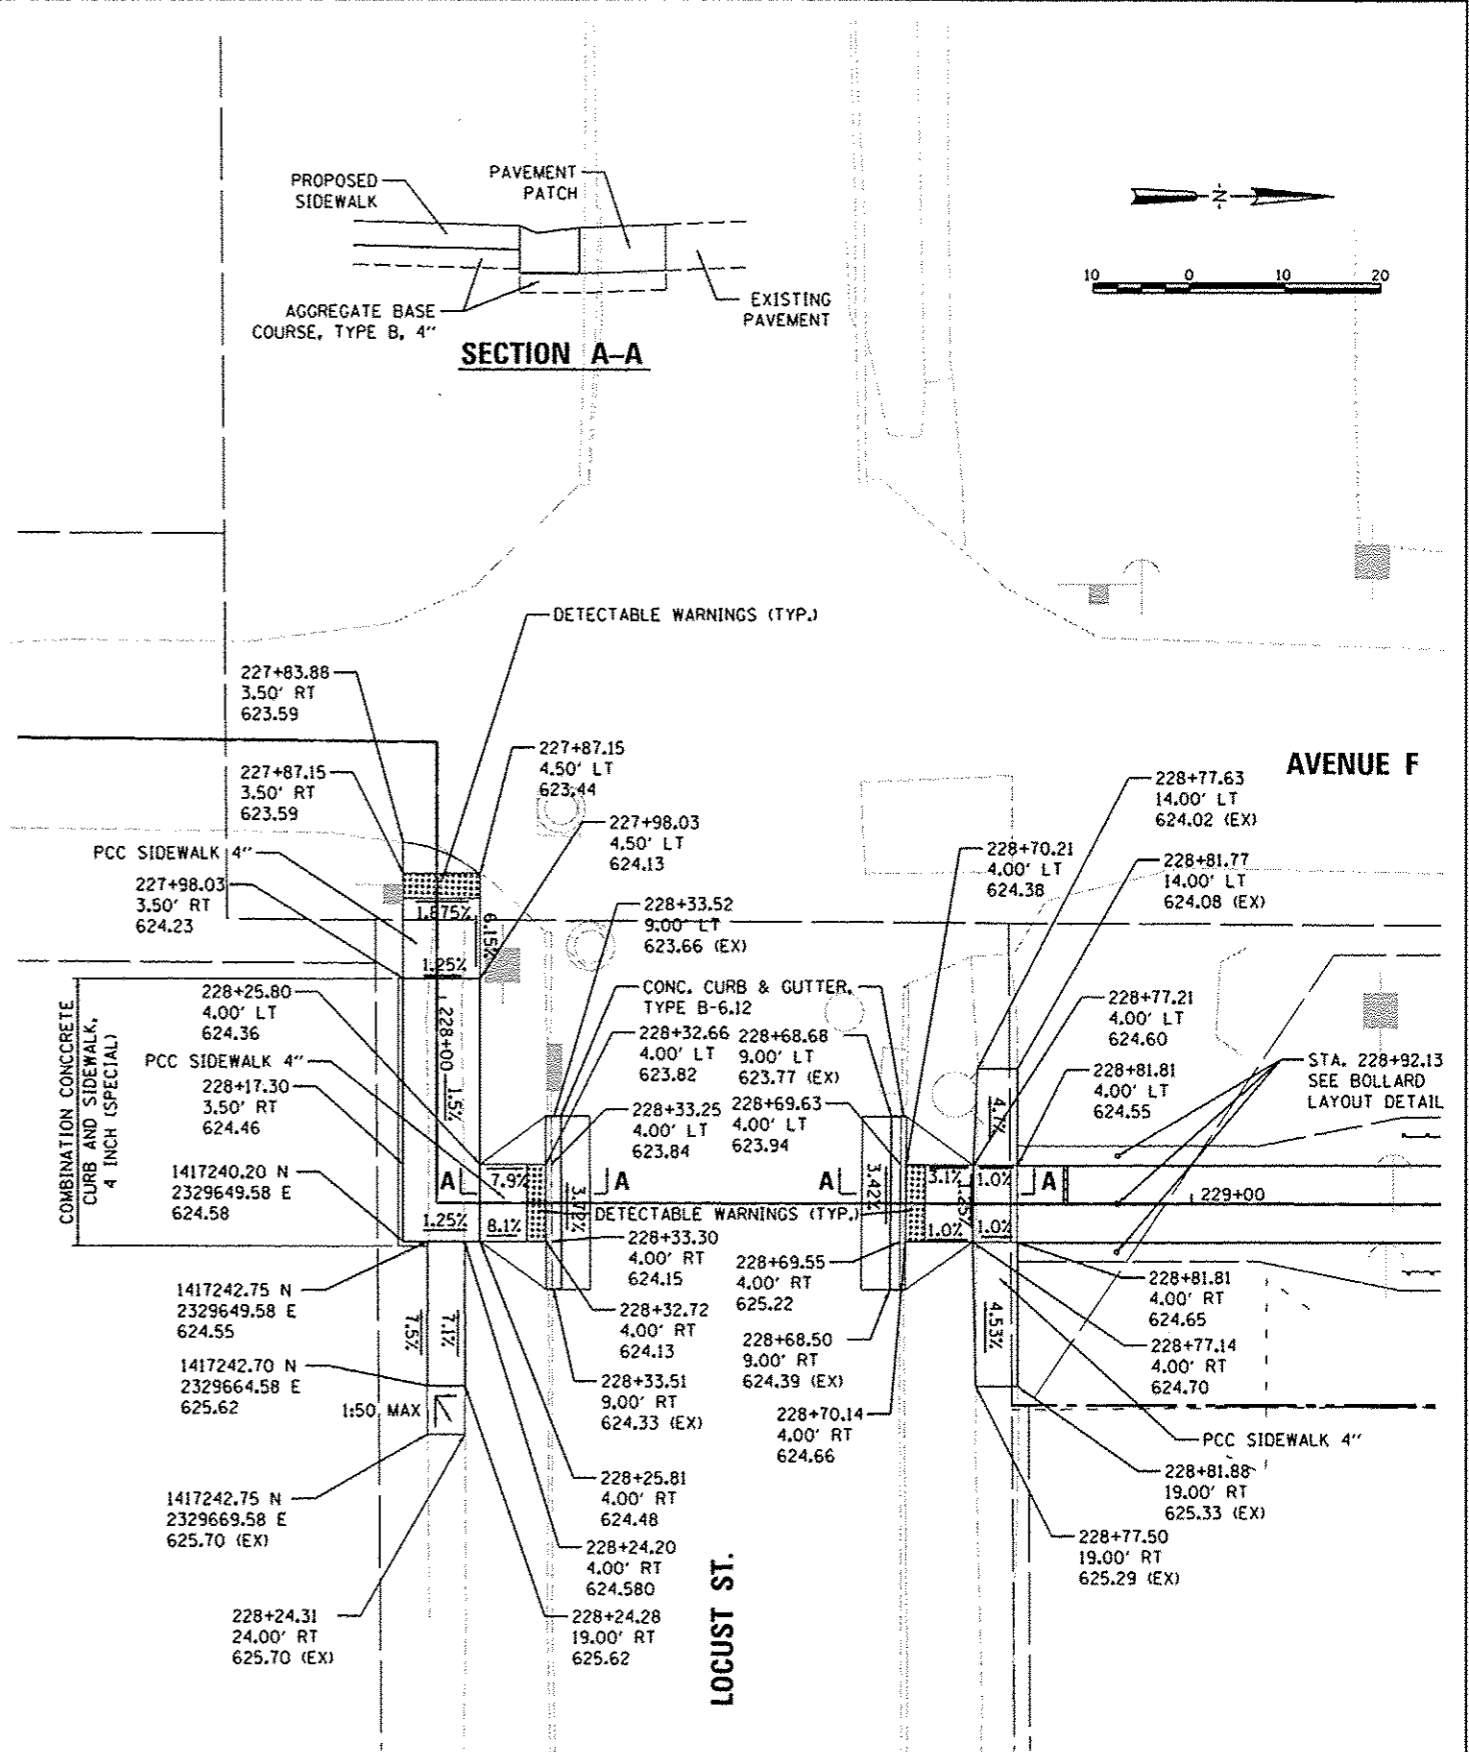 PROPOSED
SIDEWALK
PAVEMENT
PATCH
AGGREGATE BASE
COURSE, TYPE B, 4"
EXISTING
PAVEMENT
SECTION A-A
N
10 0 10 20
DETECTABLE WARNINGS (TYP.)
227+83.88
3.50' RT
623.59
227+87.15
3.50' RT
623.59
227+87.15
4.50' LT
623.44
AVENUE F
PCC SIDEWALK 4"
227+98.03
3.50' RT
624.23
227+98.03
4.50' LT
624.13
228+77.63
14.00' LT
624.02 (EX)
228+70.21
4.00' LT
624.38
228+81.77
14.00' LT
624.08 (EX)
1.875%
6.15%
1.25%
228+33.52
9.00' LT
623.66 (EX)
COMBINATION CONCCRETE
CURB AND SIDEWALK,
4 INCH (SPECIAL)
228+25.80
4.00' LT
624.36
PCC SIDEWALK 4"
228+17.30
3.50' RT
624.46
228+00
1.5%
CONC. CURB & GUTTER,
TYPE B-6.12
228+32.66
4.00' LT
623.82
228+68.68
9.00' LT
623.77 (EX)
228+77.21
4.00' LT
624.60
228+81.81
4.00' LT
624.55
STA. 228+92.13
SEE BOLLARD
LAYOUT DETAIL
4.7%
228+33.25
4.00' LT
623.84
228+69.63
4.00' LT
623.94
1417240.20 N
2329649.58 E
624.58
A
7.9%
A
A
3.42%
3.1%
1.0%
A
229+00
1.25%
8.1%
DETECTABLE WARNINGS (TYP.)
1.0%
1.25%
1.0%
228+33.30
4.00' RT
624.15
228+69.55
4.00' RT
625.22
228+81.81
4.00' RT
624.65
1417242.75 N
2329649.58 E
624.55
7.5%
7.1%
228+32.72
4.00' RT
624.13
228+68.50
9.00' RT
624.39 (EX)
4.53%
228+77.14
4.00' RT
624.70
1417242.70 N
2329664.58 E
625.62
1:50 MAX
228+33.51
9.00' RT
624.33 (EX)
228+70.14
4.00' RT
624.66
PCC SIDEWALK 4"
228+81.88
19.00' RT
625.33 (EX)
1417242.75 N
2329669.58 E
625.70 (EX)
228+25.81
4.00' RT
624.48
228+24.20
4.00' RT
624.580
228+77.50
19.00' RT
625.29 (EX)
228+24.31
24.00' RT
625.70 (EX)
228+24.28
19.00' RT
625.62
LOCUST ST.